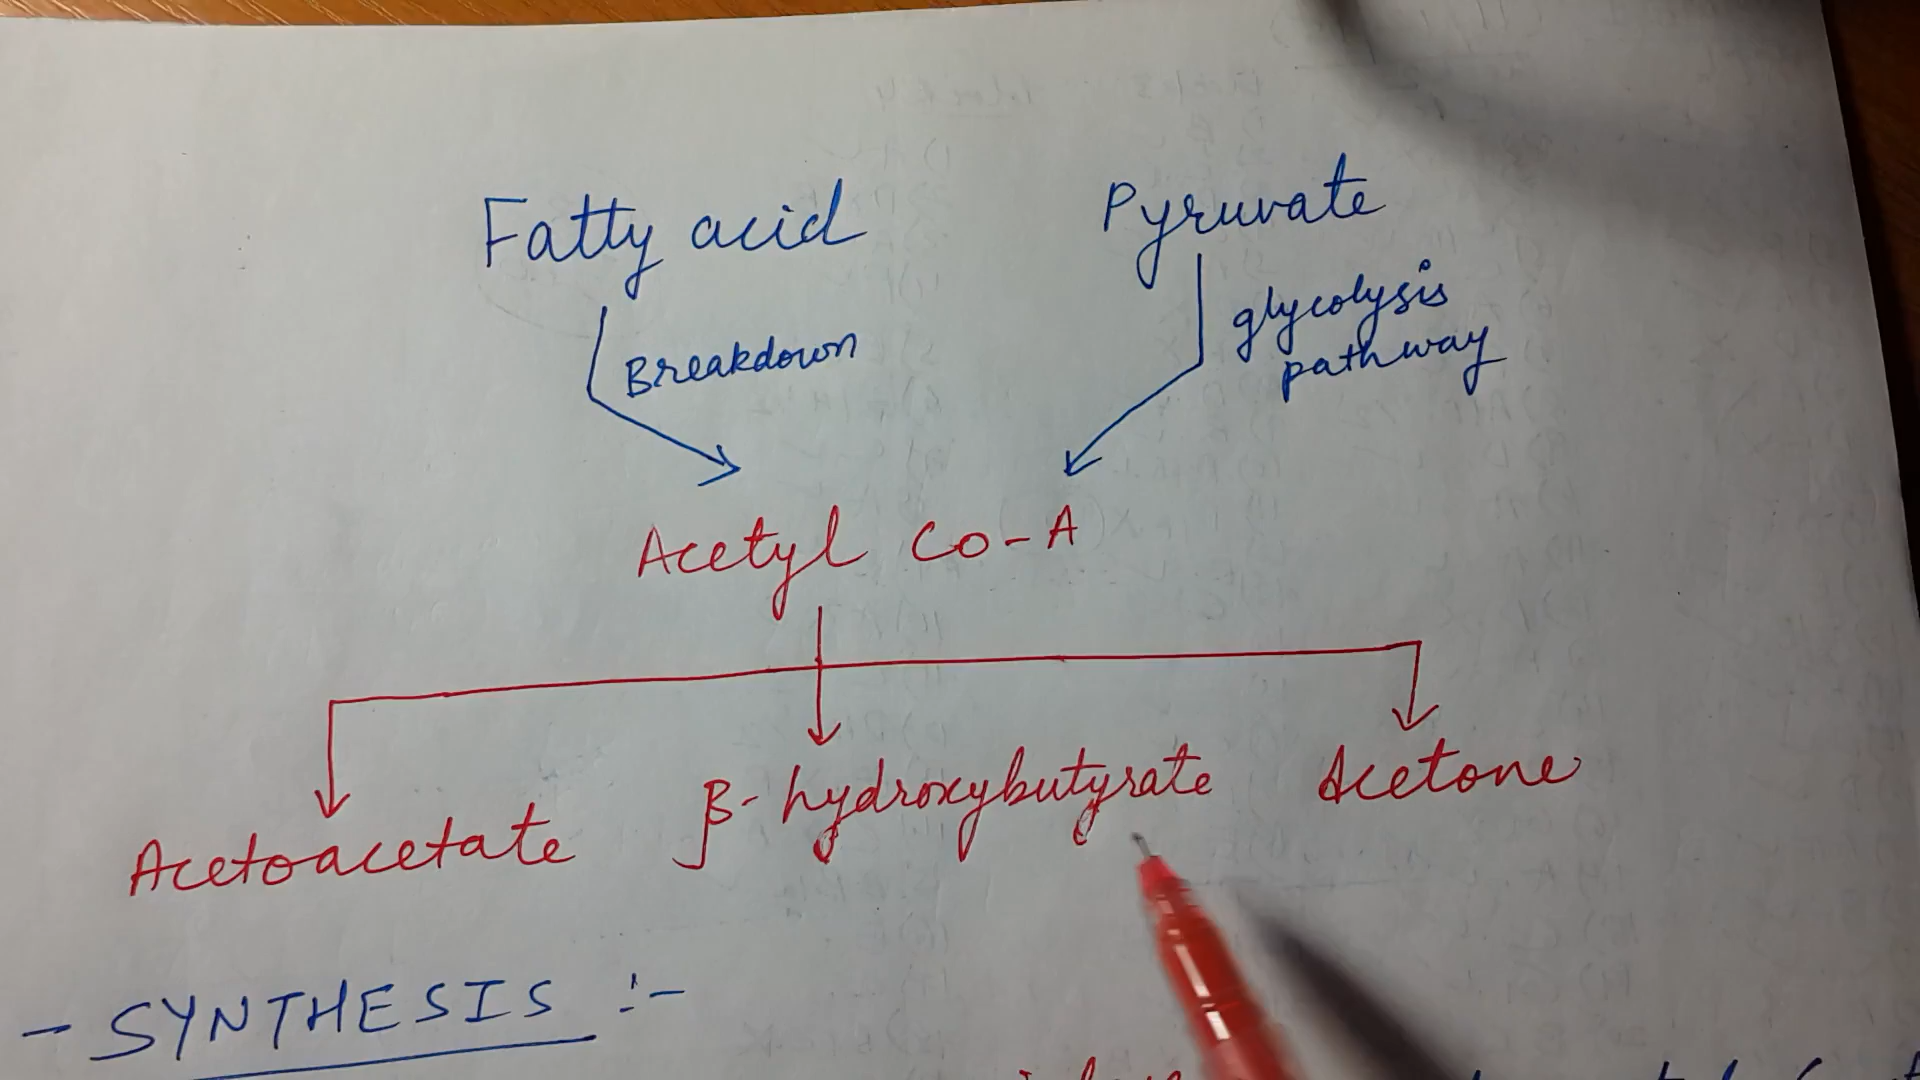 Fatty acid
Pyruvate
Breakdown
glycolysis
pathway
Acetyl Co-A
Acetoacetate
β-hydroxybutyrate
Acetone
- SYNTHESIS :-